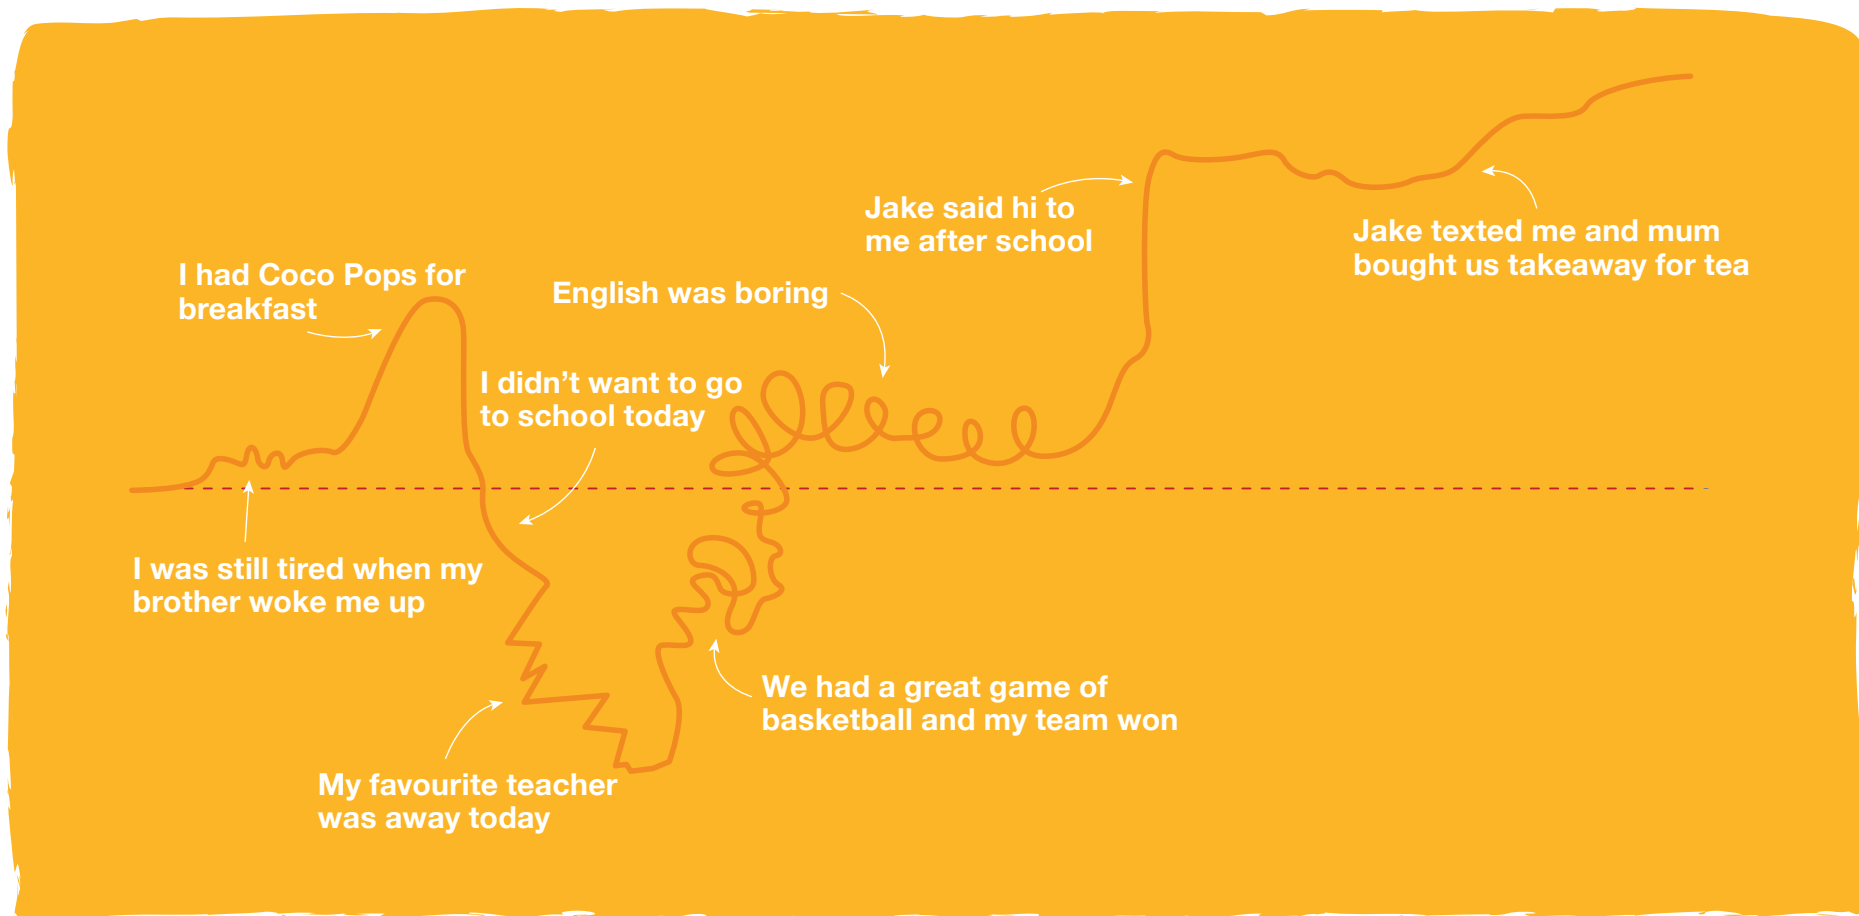 I had Coco Pops for
breakfast
I was still tired when my
brother woke me up
I didn’t want to go
to school today
My favourite teacher
was away today
We had a great game of
basketball and my team won
English was boring
Jake said hi to
me after school
Jake texted me and mum
bought us takeaway for tea